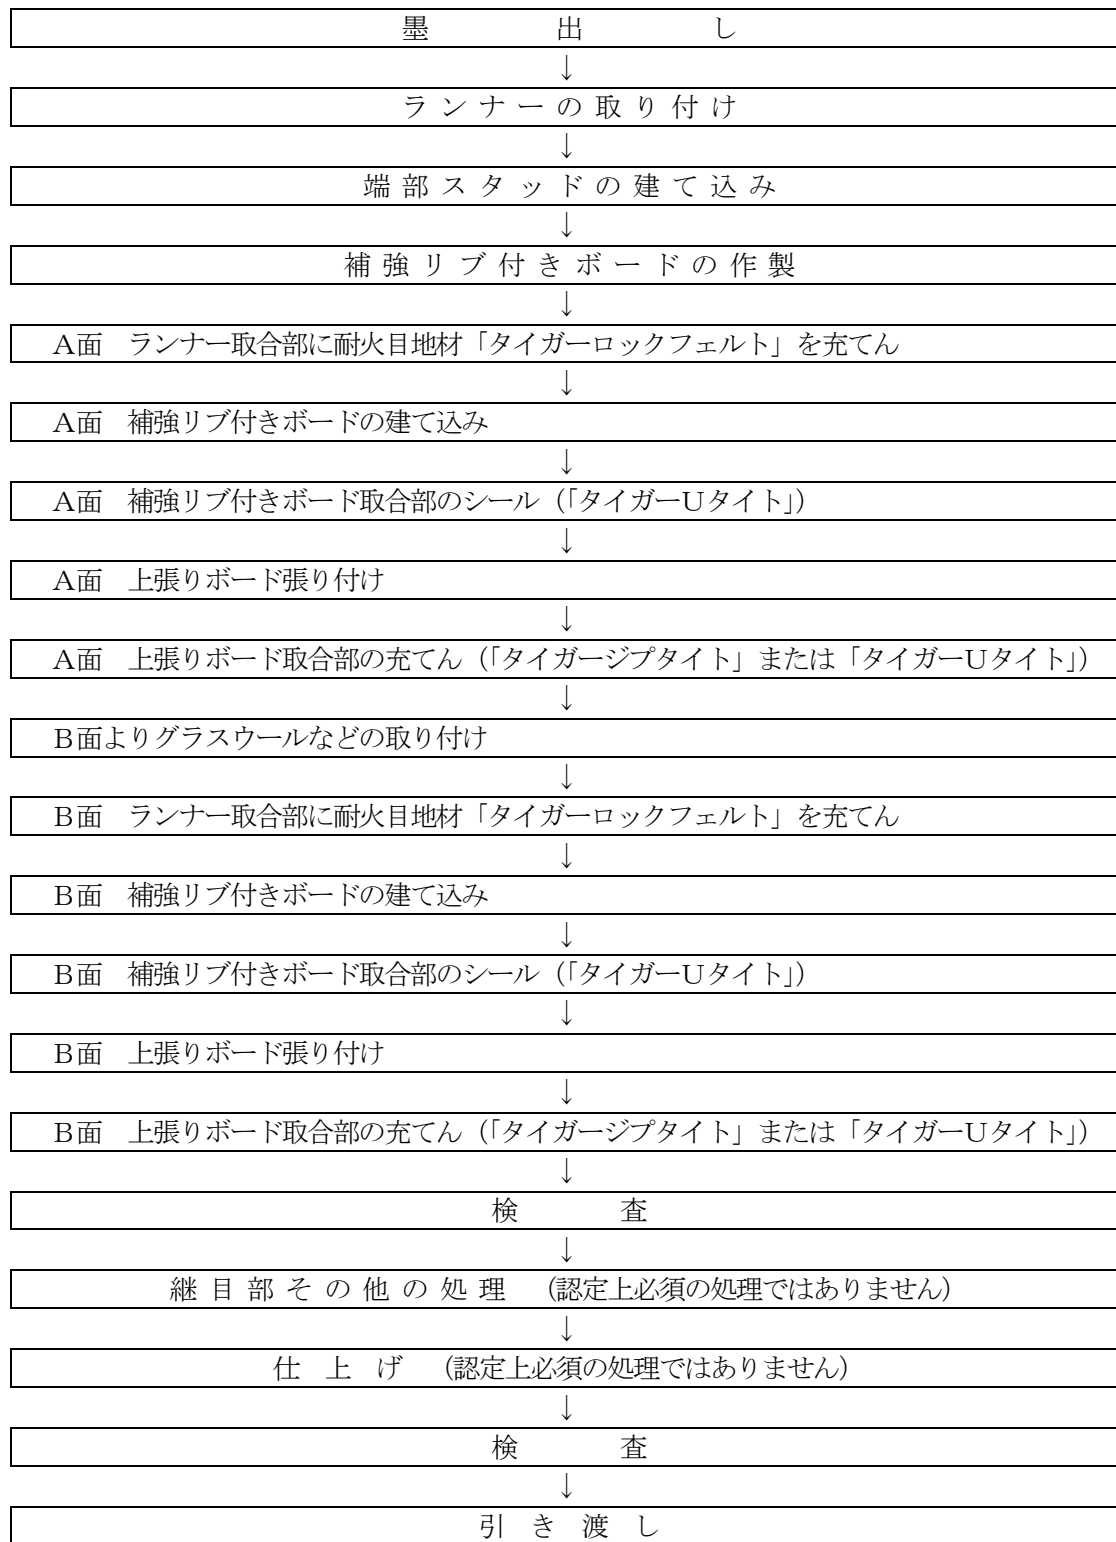 墨出し
↓
ランナーの取り付け
↓
端部スタッドの建て込み
↓
補強リブ付きボードの作製
↓
A面 ランナー取合部に耐火目地材「タイガーロックフェルト」を充てん
↓
A面 補強リブ付きボードの建て込み
↓
A面 補強リブ付きボード取合部のシール(「タイガーUタイト」)
↓
A面 上張りボード張り付け
↓
A面 上張りボード取合部の充てん(「タイガージプタイト」または「タイガーUタイト」)
↓
B面よりグラスウールなどの取り付け
↓
B面 ランナー取合部に耐火目地材「タイガーロックフェルト」を充てん
↓
B面 補強リブ付きボードの建て込み
↓
B面 補強リブ付きボード取合部のシール(「タイガーUタイト」)
↓
B面 上張りボード張り付け
↓
B面 上張りボード取合部の充てん(「タイガージプタイト」または「タイガーUタイト」)
↓
検査
↓
継目部その他の処理 (認定上必須の処理ではありません)
↓
仕上げ (認定上必須の処理ではありません)
↓
検査
↓
引き渡し